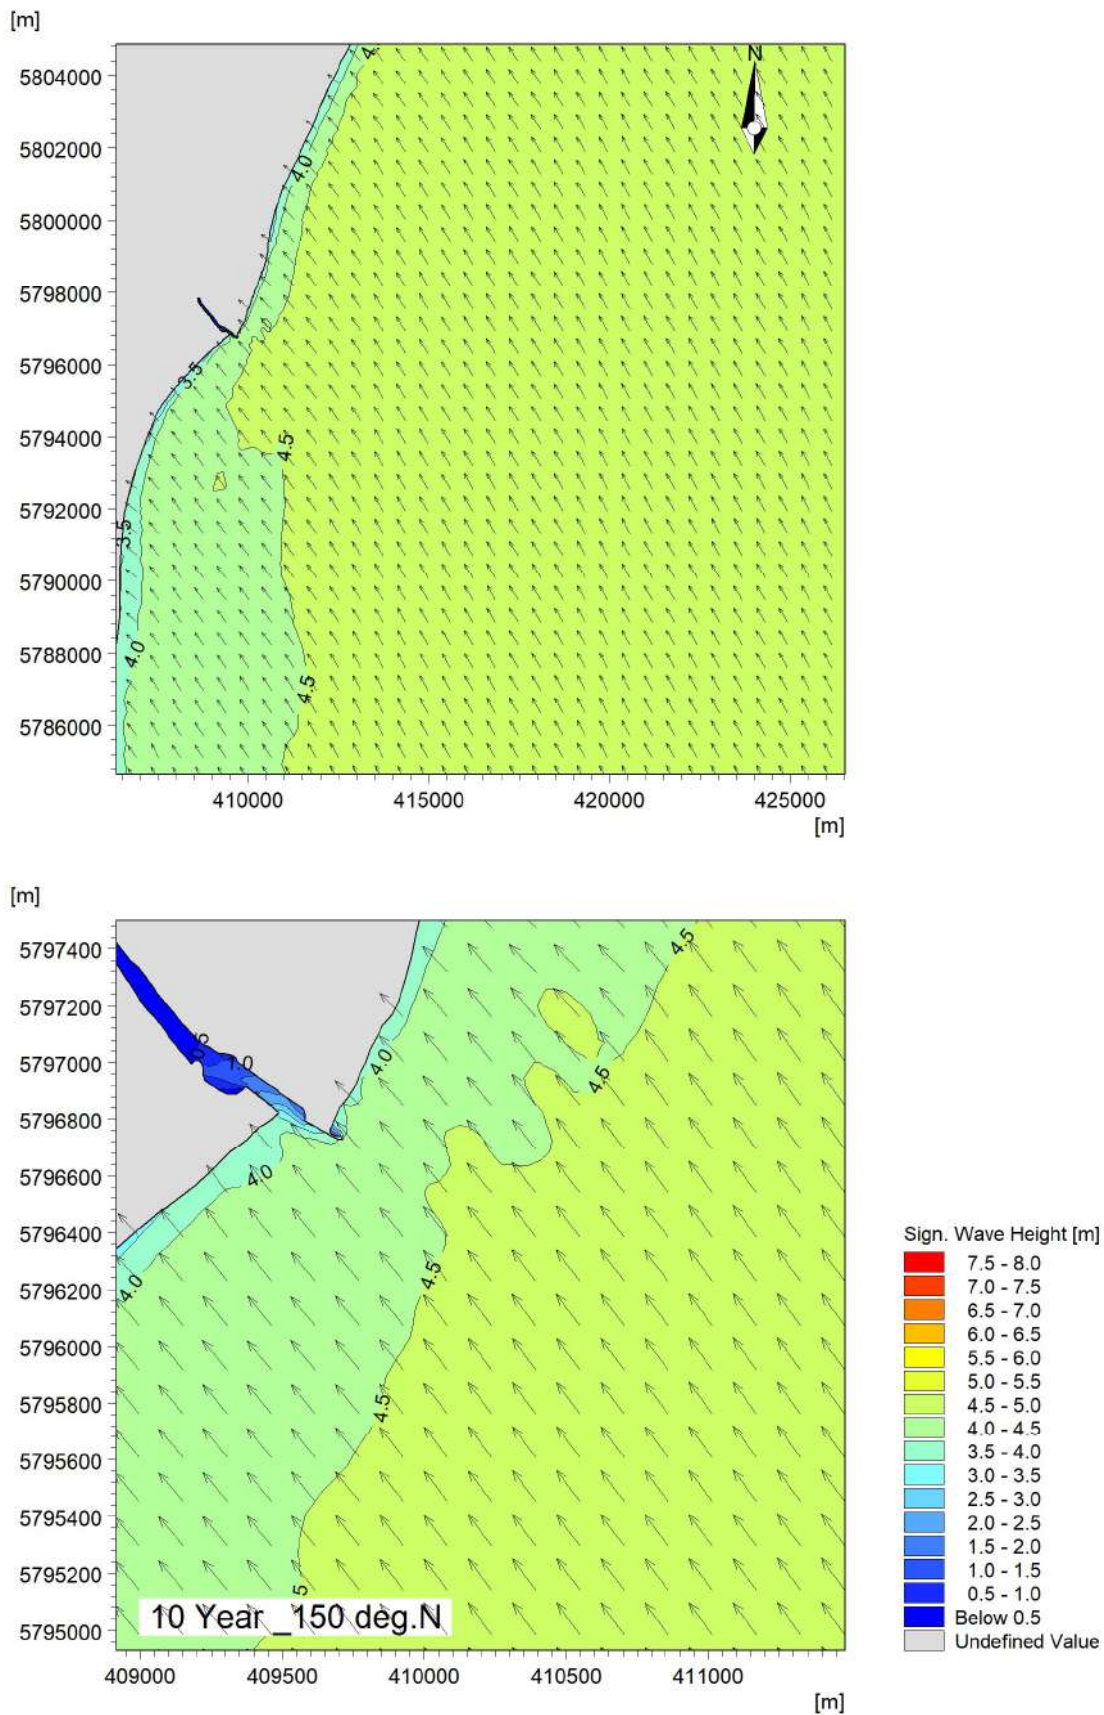 [m]
5804000
5802000
5800000
5798000
5796000
5794000
5792000
5790000
5788000
5786000
4.
N
4.0
3.5
4.5
3.5
4.0
4.5
410000 415000 420000 425000
[m]
[m]
5797400
5797200
5797000
5796800
5796600
5796400
5796200
5796000
5795800
5795600
5795400
5795200
5795000
4.5
0.5
1.0
4.0
4.5
4.0
4.0
4.5
4.5
5
10 Year _150 deg.N
409000 409500 410000 410500 411000
[m]
Sign. Wave Height [m]
7.5 - 8.0
7.0 - 7.5
6.5 - 7.0
6.0 - 6.5
5.5 - 6.0
5.0 - 5.5
4.5 - 5.0
4.0 - 4.5
3.5 - 4.0
3.0 - 3.5
2.5 - 3.0
2.0 - 2.5
1.5 - 2.0
1.0 - 1.5
0.5 - 1.0
Below 0.5
Undefined Value